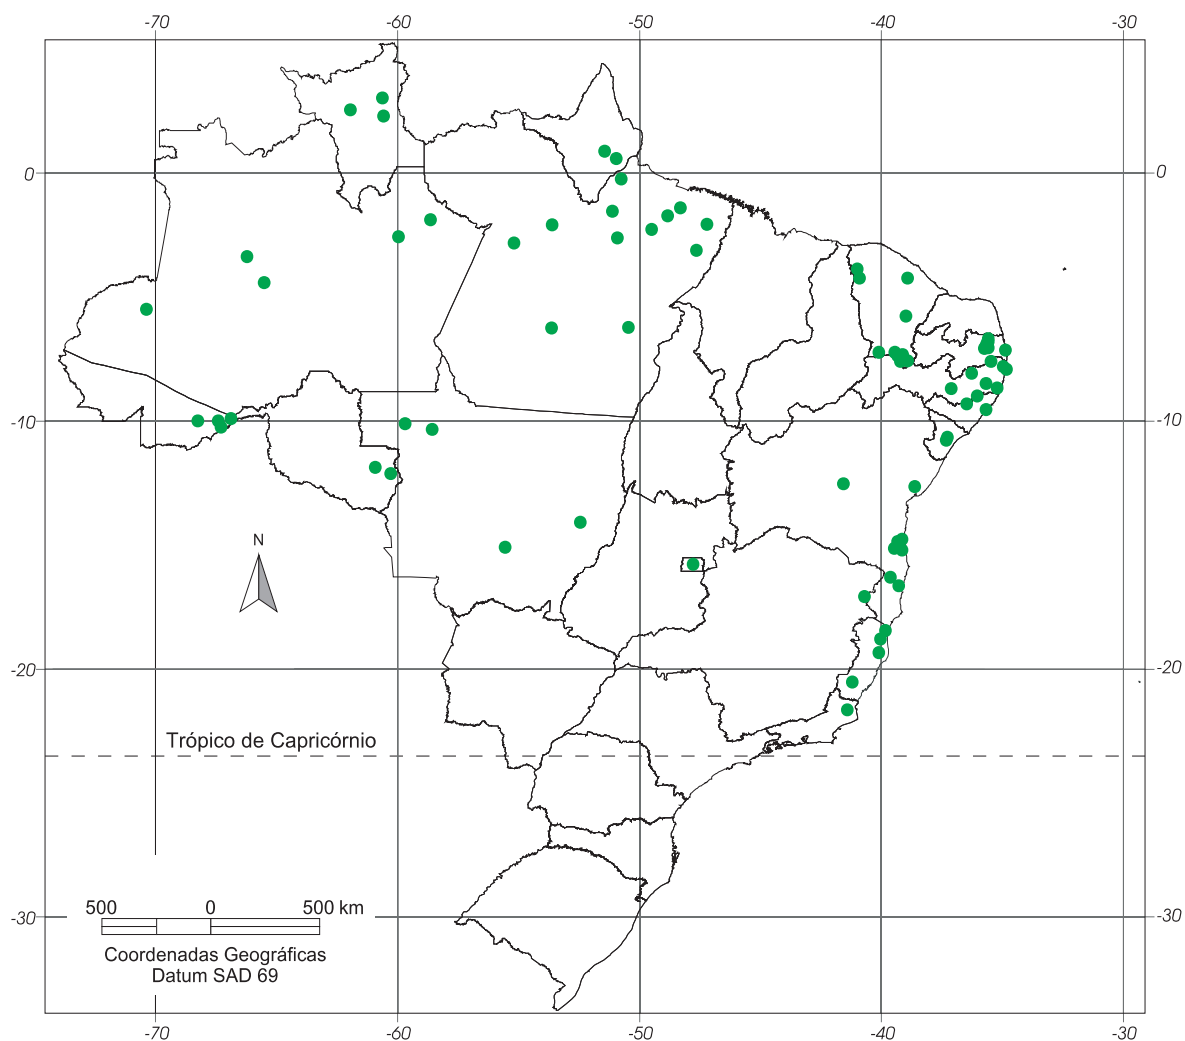 -70 -60 -50 -40 -30
0 0
-10 -10
N
-20 -20
Trópico de Capricórnio
500 0 500 km
-30 -30
Coordenadas Geográficas
Datum SAD 69
-70 -60 -50 -40 -30